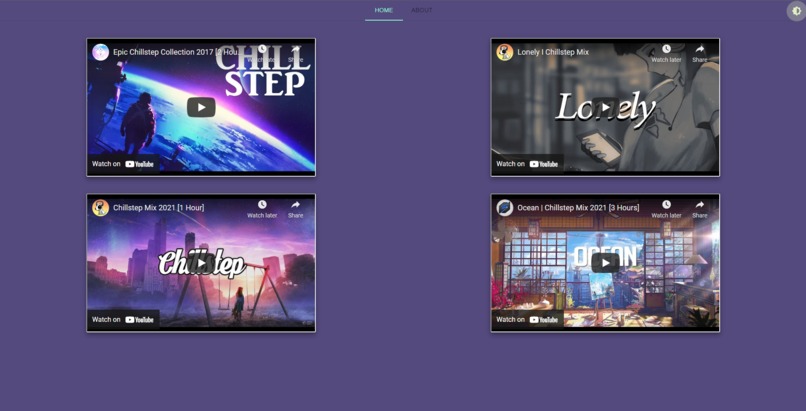 HOME ABOUT
Epic Chillstep Collection 2017 [2 Hou...
Watch later Share
CHILL
STEP
Watch on YouTube
Lonely | Chillstep Mix
Watch later Share
Lonely
Watch on YouTube
Chillstep Mix 2021 [1 Hour]
Watch later Share
Chillstep
Watch on YouTube
Ocean | Chillstep Mix 2021 [3 Hours]
Watch later Share
OCEAN
Watch on YouTube